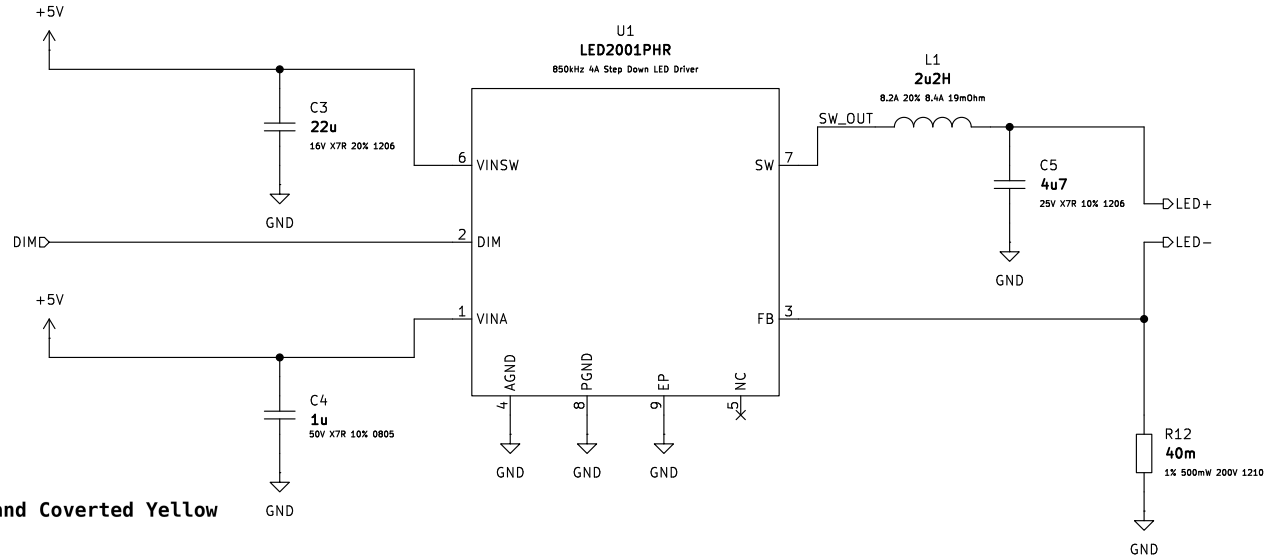 +5V
U1
LED2001PHR
850kHz 4A Step Down LED Driver
C3
22u
16V X7R 20% 1206
GND
L1
2u2H
8.2A 20% 8.4A 19mOhm
SW_OUT
6
VINSW
SW
7
C5
4u7
25V X7R 10% 1206
GND
LED+
LED-
DIM
2
DIM
+5V
1
VINA
FB
3
AGND
PGND
EP
NC
4
8
9
5
GND
GND
GND
C4
1u
50V X7R 10% 0805
GND
R12
40m
1% 500mW 200V 1210
GND
and Coverted Yellow